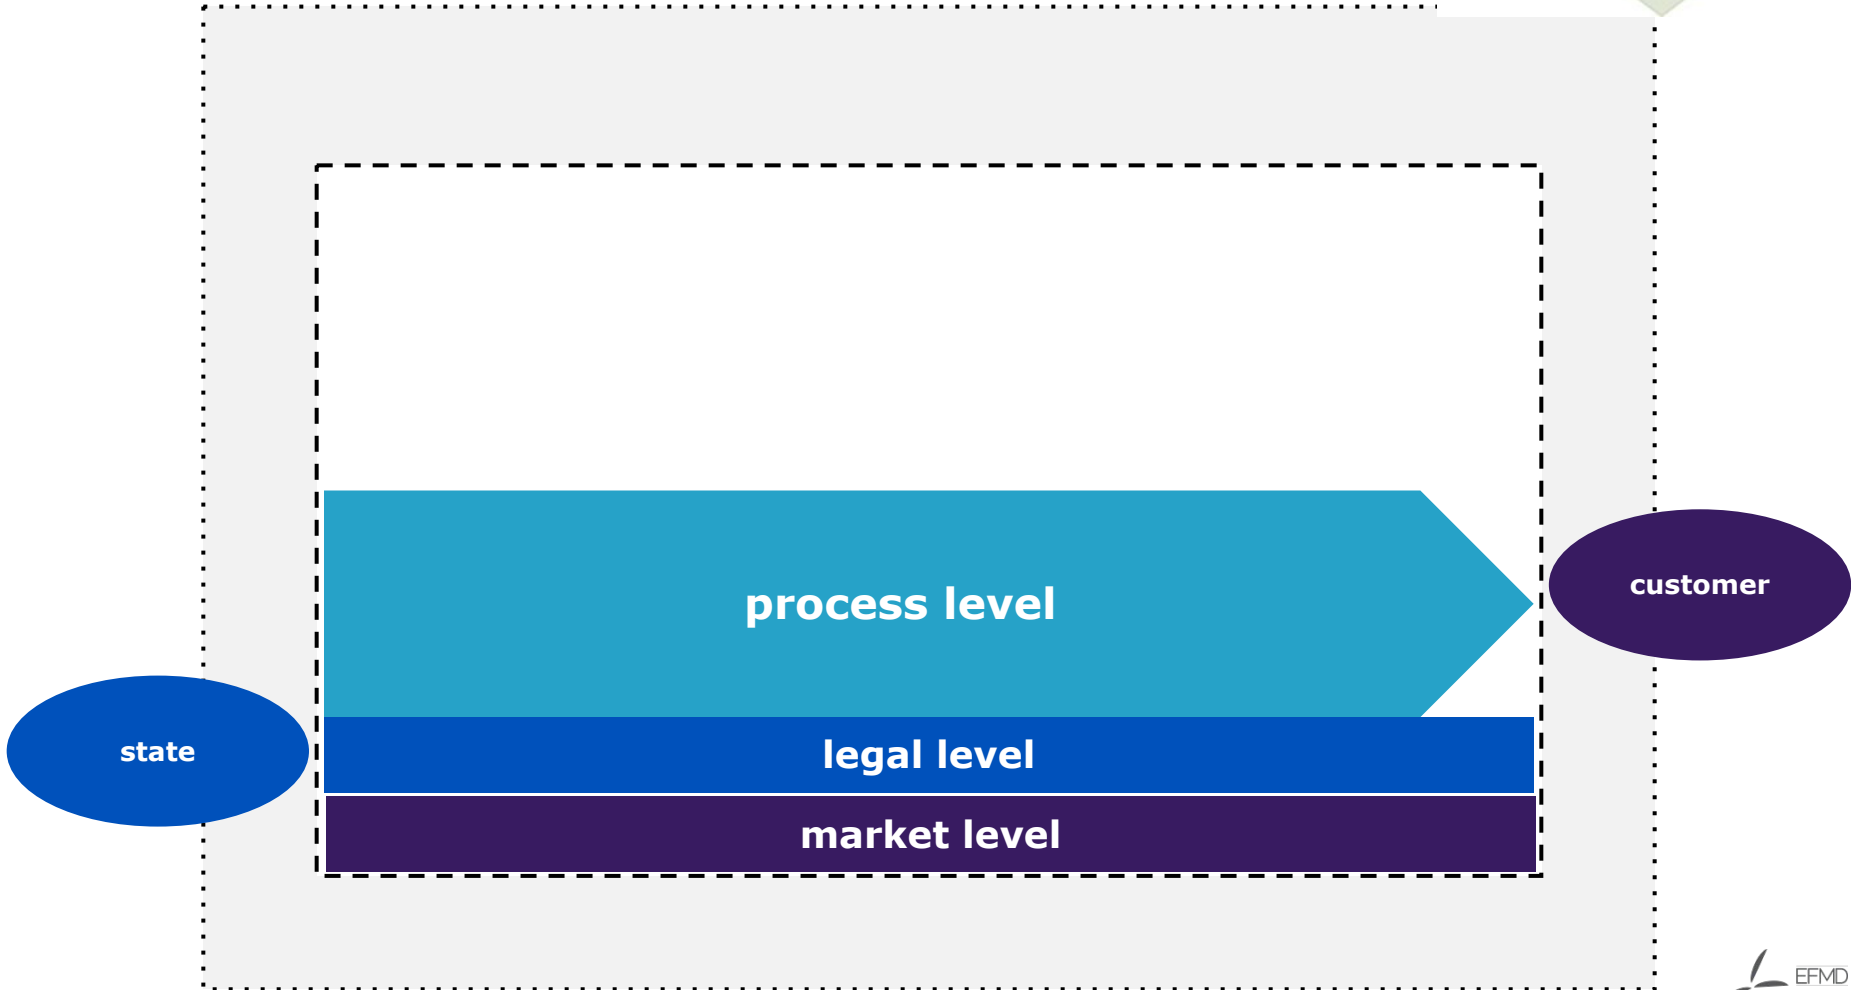 process level
customer
state
legal level
market level
EFMD